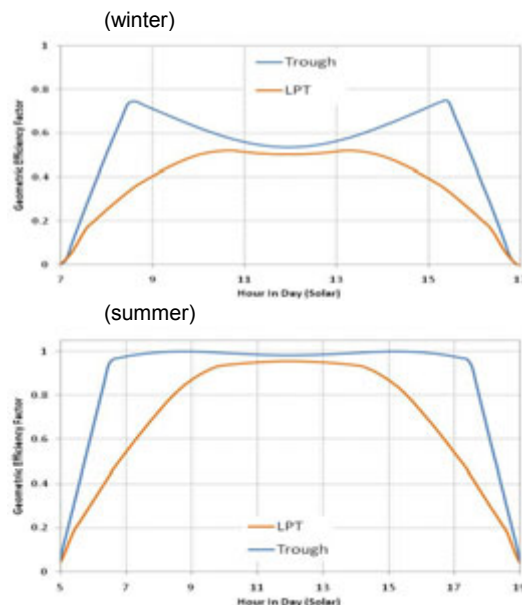 (winter)
1
0.8
0.6
0.4
0.2
0
Geometric Efficiency Factor
Trough
LPT
7 9 11 13 15 17
Hour In Day (Solar)
(summer)
1
0.8
0.6
0.4
0.2
0
Geometric Efficiency Factor
LPT
Trough
5 7 9 11 13 15 17 19
Hour In Day (Solar)